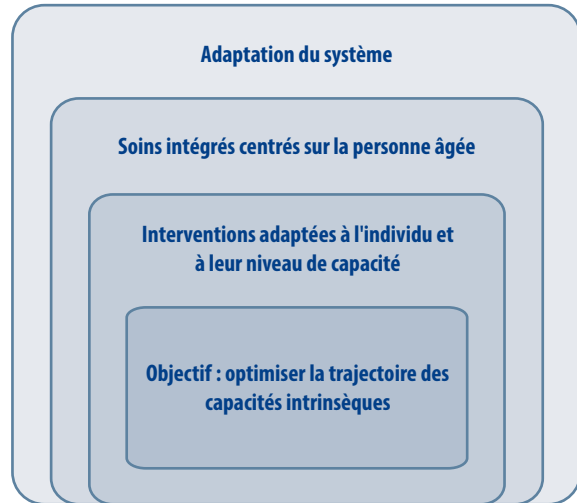 Adaptation du système
Soins intégrés centrés sur la personne âgée
Interventions adaptées à l'individu et
à leur niveau de capacité
Objectif : optimiser la trajectoire des
capacités intrinsèques